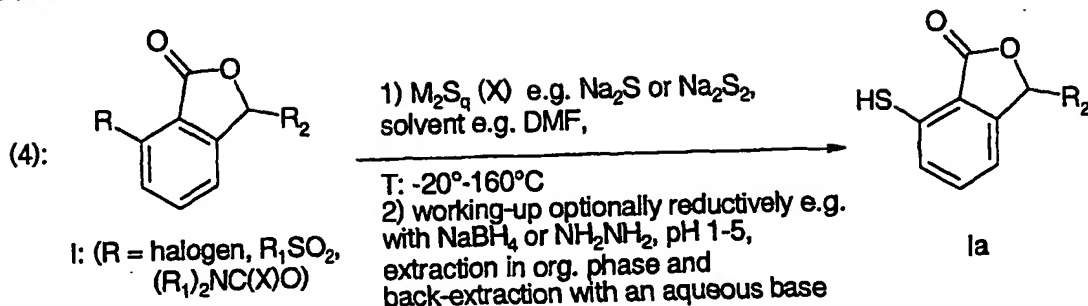 (4):
O
O
R
R₂
I: (R = halogen, R₁SO₂,
(R₁)₂NC(X)O)
1) M₂S_q (X) e.g. Na₂S or Na₂S₂,
solvent e.g. DMF,
T: -20°-160°C
2) working-up optionally reductively e.g.
with NaBH₄ or NH₂NH₂, pH 1-5,
extraction in org. phase and
back-extraction with an aqueous base
O
O
HS
R₂
Ia